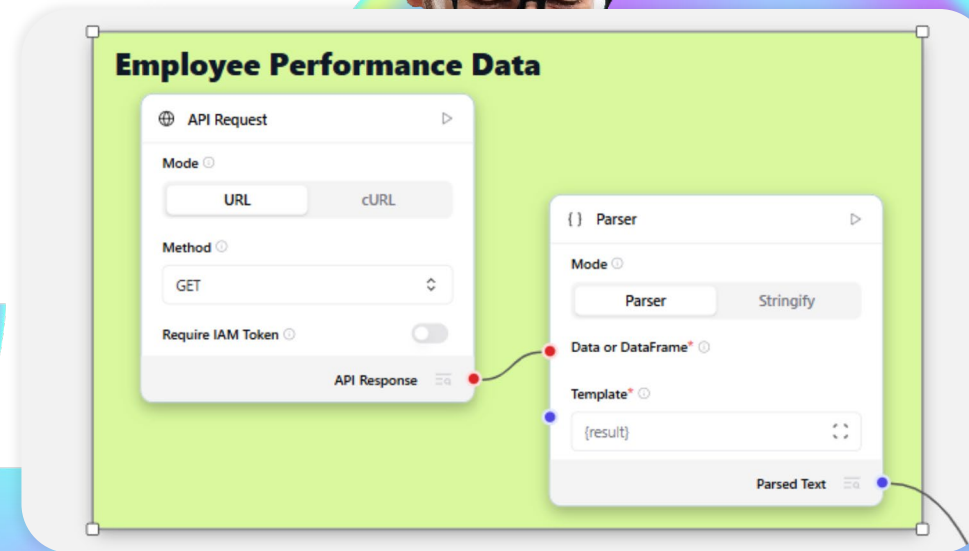 Employee Performance Data
API Request
Mode
URL cURL
Method
GET
Require IAM Token
API Response
{ } Parser
Mode
Parser Stringify
Data or DataFrame*
Template*
{result}
Parsed Text